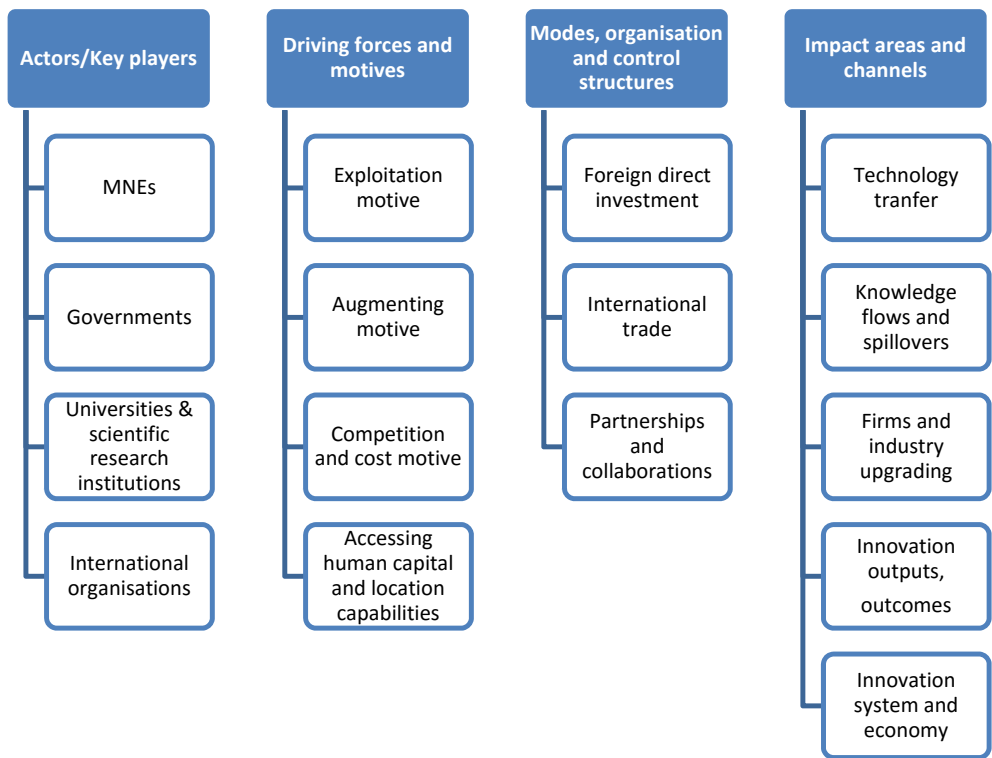 Actors/Key players
MNEs
Governments
Universities &
scientific
research
institutions
International
organisations
Driving forces and
motives
Exploitation
motive
Augmenting
motive
Competition
and cost motive
Accessing
human capital
and location
capabilities
Modes, organisation
and control
structures
Foreign direct
investment
International
trade
Partnerships
and
collaborations
Impact areas and
channels
Technology
tranfer
Knowledge
flows and
spillovers
Firms and
industry
upgrading
Innovation
outputs,
outcomes
Innovation
system and
economy